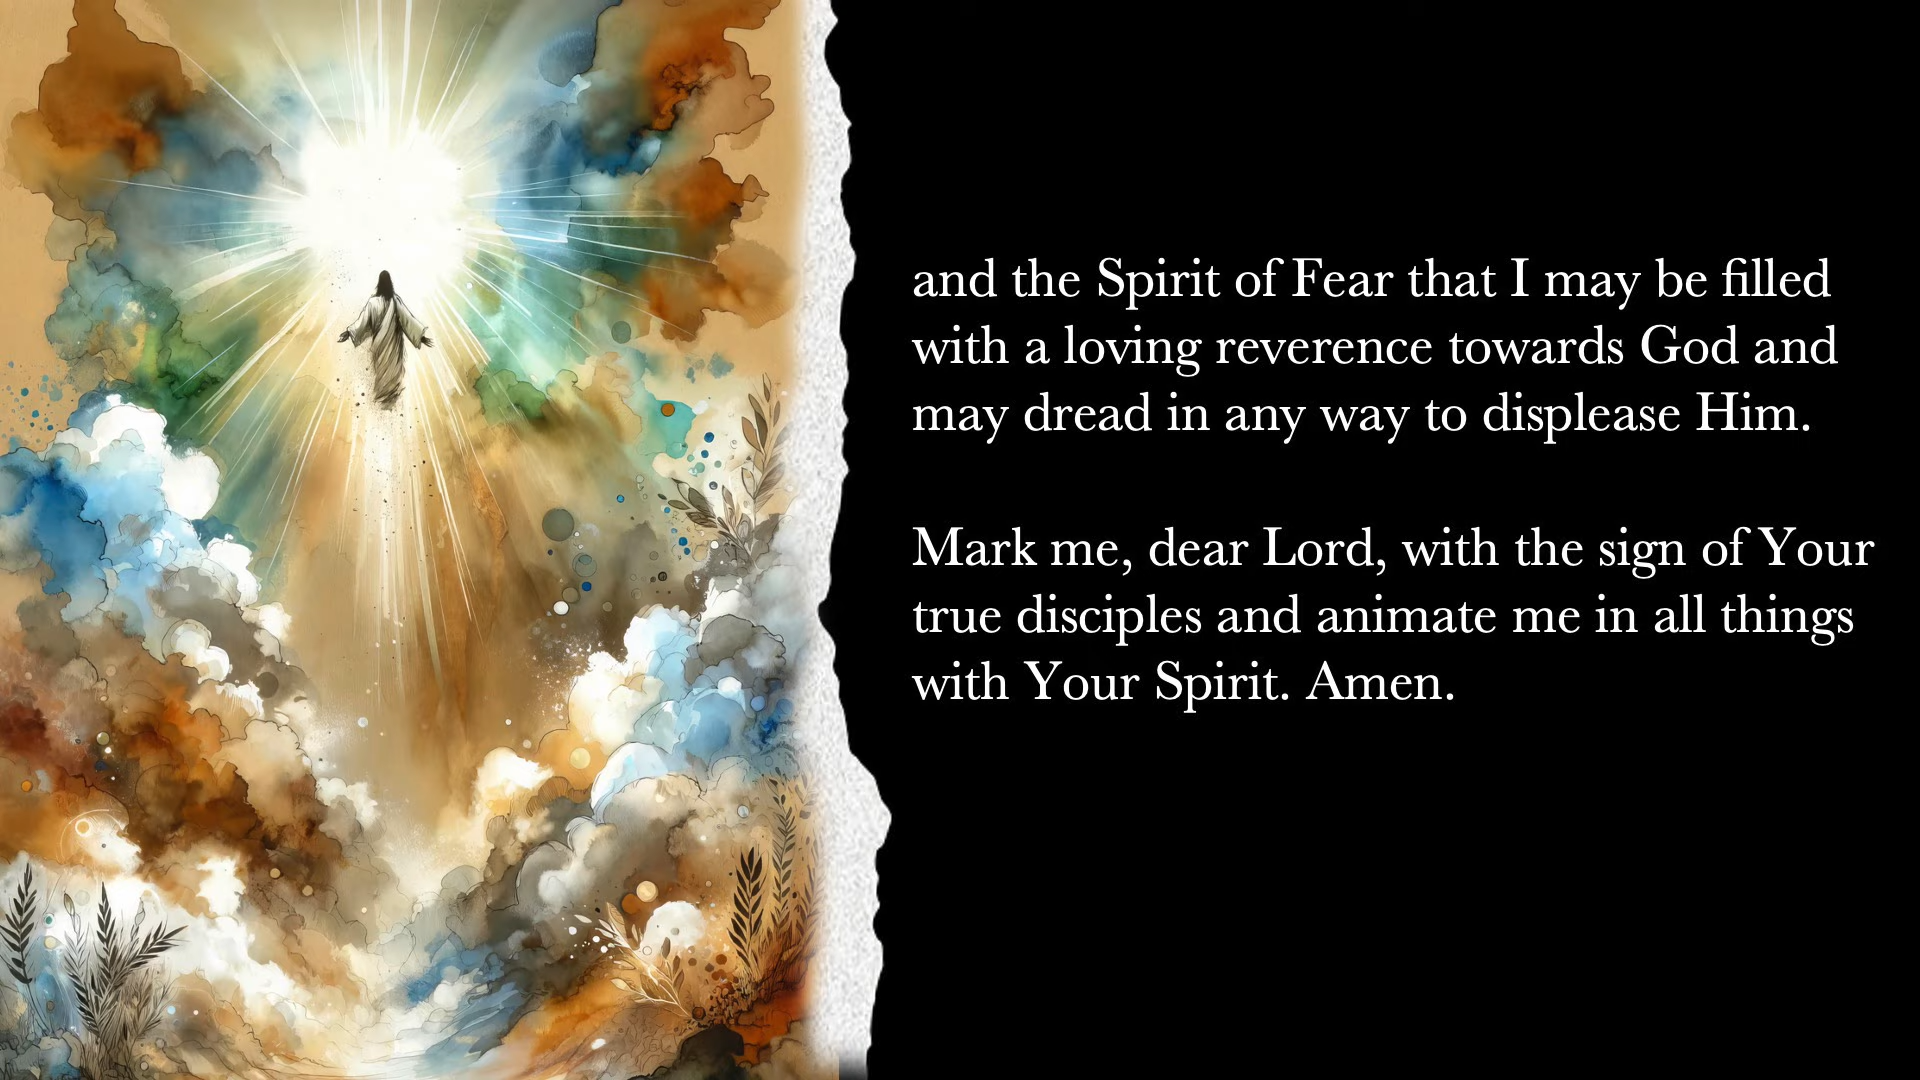 and the Spirit of Fear that I may be filled
with a loving reverence towards God and
may dread in any way to displease Him.
Mark me, dear Lord, with the sign of Your
true disciples and animate me in all things
with Your Spirit. Amen.